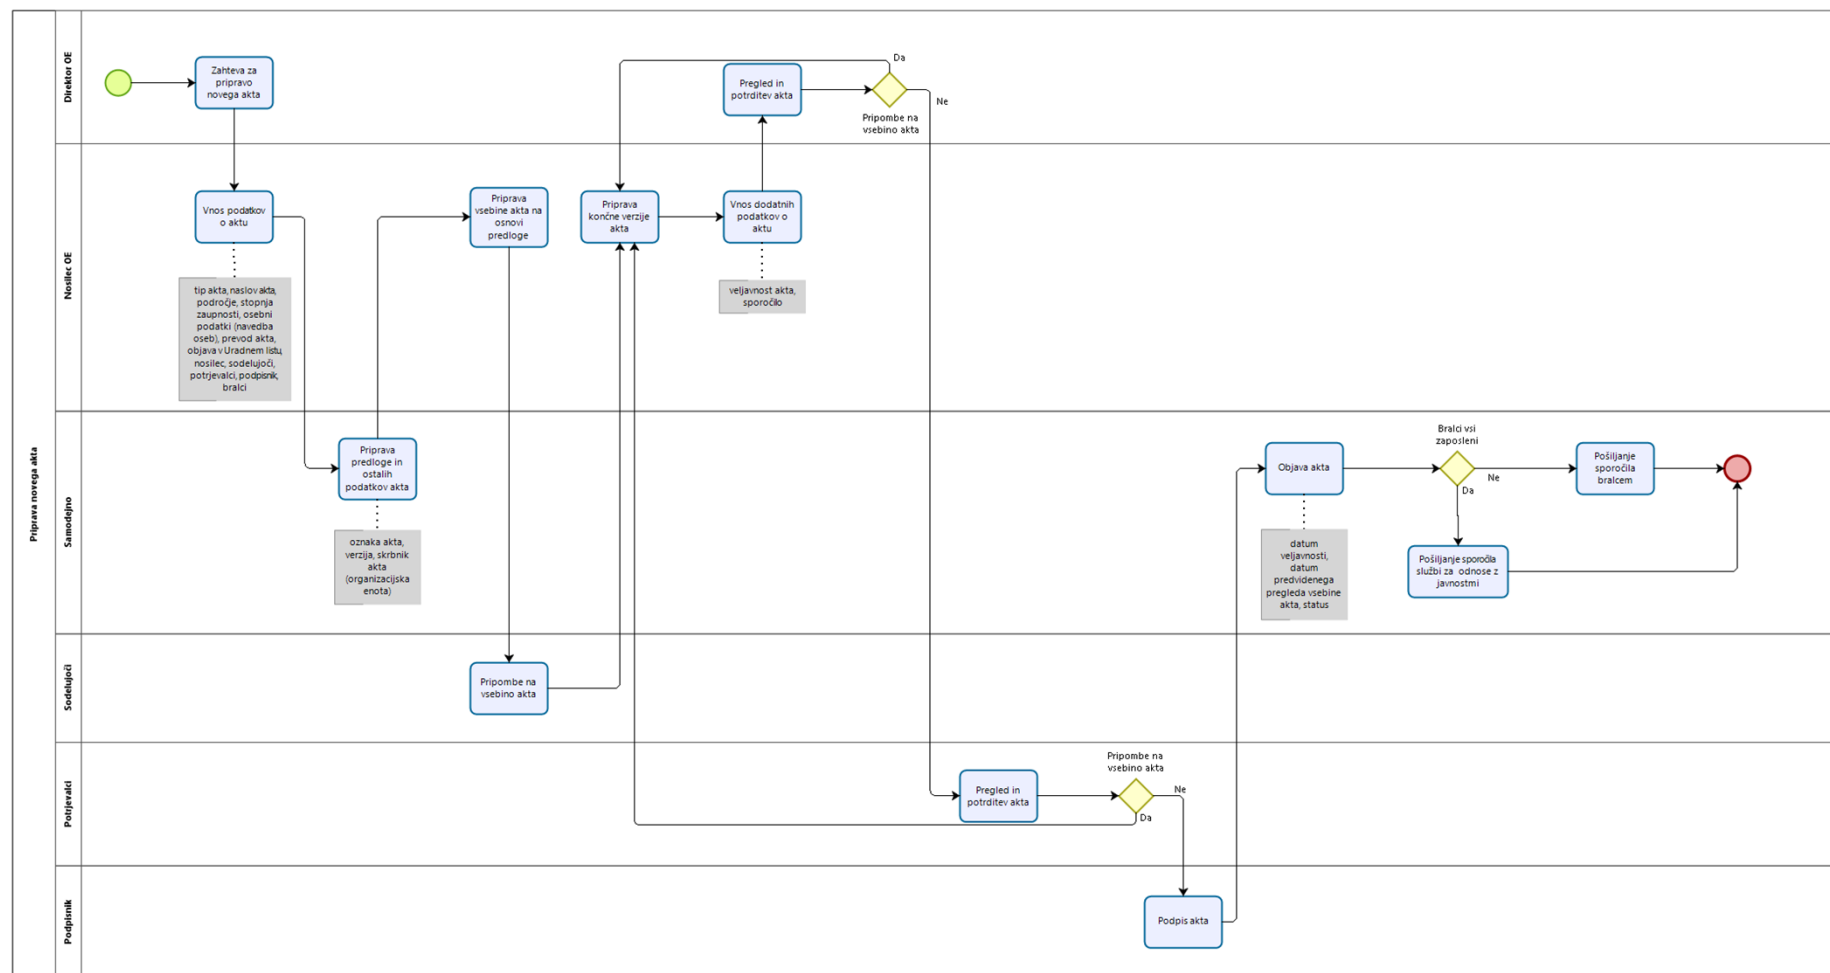 Priprava novega akta
Direktor OE
Zahteva za
pripravo
novega akta
Pregled in
potrditev akta
Da
Ne
Pripombe na
vsebino akta
Nosilec OE
Vnos podatkov
o aktu
tip akta, naslov akta,
področje, stopnja
zaupnosti, osebni
podatki (navedba
oseb), prevod akta,
objava v Uradnem listu,
nosilec, sodelujoči,
potrjevalci, podpisnik,
bralci
Priprava
vsebine akta na
osnovi
predloge
Priprava
končne verzije
akta
Vnos dodatnih
podatkov o
aktu
veljavnost akta,
sporočilo
Samodejno
Priprava
predloge in
ostalih
podatkov akta
oznaka akta,
verzija, skrbnik
akta
(organizacijska
enota)
Objava akta
datum
veljavnosti,
datum
predvidenega
pregleda vsebine
akta, status
Bralci vsi
zaposleni
Ne
Da
Pošiljanje
sporočila
bralcem
Pošiljanje sporočila
službi za odnose z
javnostmi
Sodelujoči
Pripombe na
vsebino akta
Potrjevalci
Pregled in
potrditev akta
Pripombe na
vsebino akta
Ne
Da
Podpisnik
Podpis akta